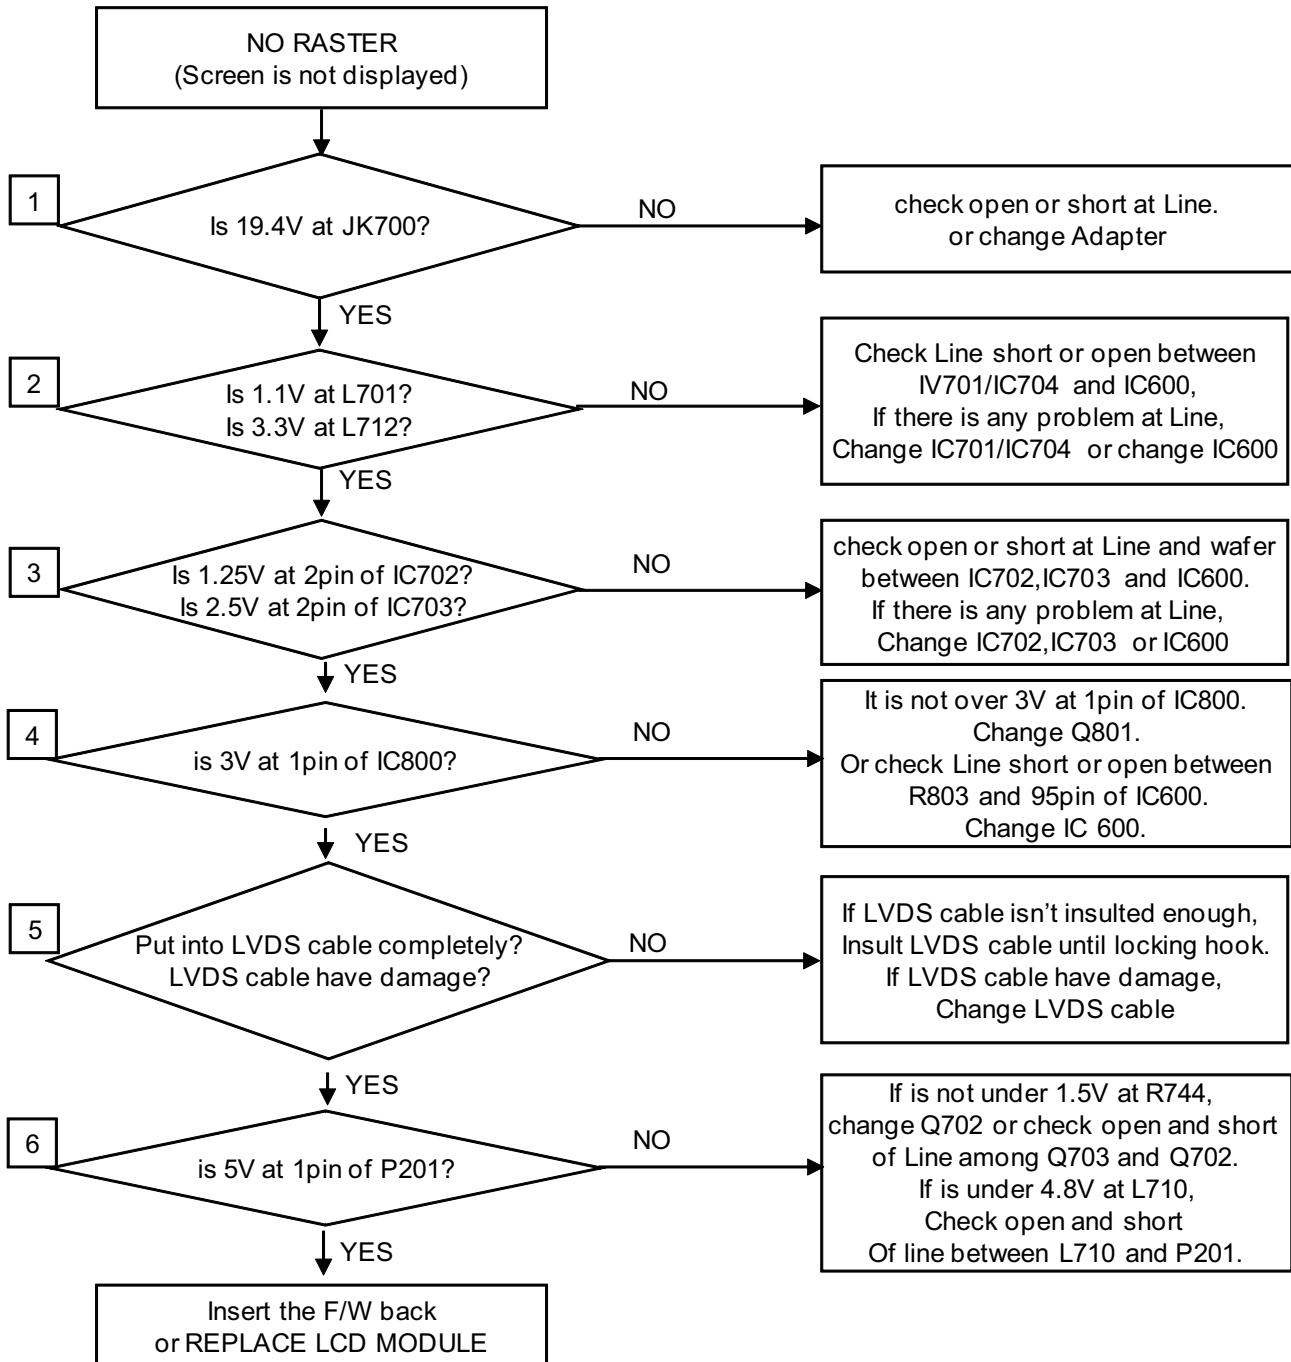 NO RASTER
(Screen is not displayed)
1
Is 19.4V at JK700?
NO
check open or short at Line.
or change Adapter
YES
2
Is 1.1V at L701?
Is 3.3V at L712?
NO
Check Line short or open between
IV701/IC704 and IC600,
If there is any problem at Line,
Change IC701/IC704 or change IC600
YES
3
Is 1.25V at 2pin of IC702?
Is 2.5V at 2pin of IC703?
NO
check open or short at Line and wafer
between IC702,IC703 and IC600.
If there is any problem at Line,
Change IC702,IC703 or IC600
YES
4
is 3V at 1pin of IC800?
NO
It is not over 3V at 1pin of IC800.
Change Q801.
Or check Line short or open between
R803 and 95pin of IC600.
Change IC 600.
YES
5
Put into LVDS cable completely?
LVDS cable have damage?
NO
If LVDS cable isn't insulted enough,
Insult LVDS cable until locking hook.
If LVDS cable have damage,
Change LVDS cable
YES
6
is 5V at 1pin of P201?
NO
If is not under 1.5V at R744,
change Q702 or check open and short
of Line among Q703 and Q702.
If is under 4.8V at L710,
Check open and short
Of line between L710 and P201.
YES
Insert the F/W back
or REPLACE LCD MODULE